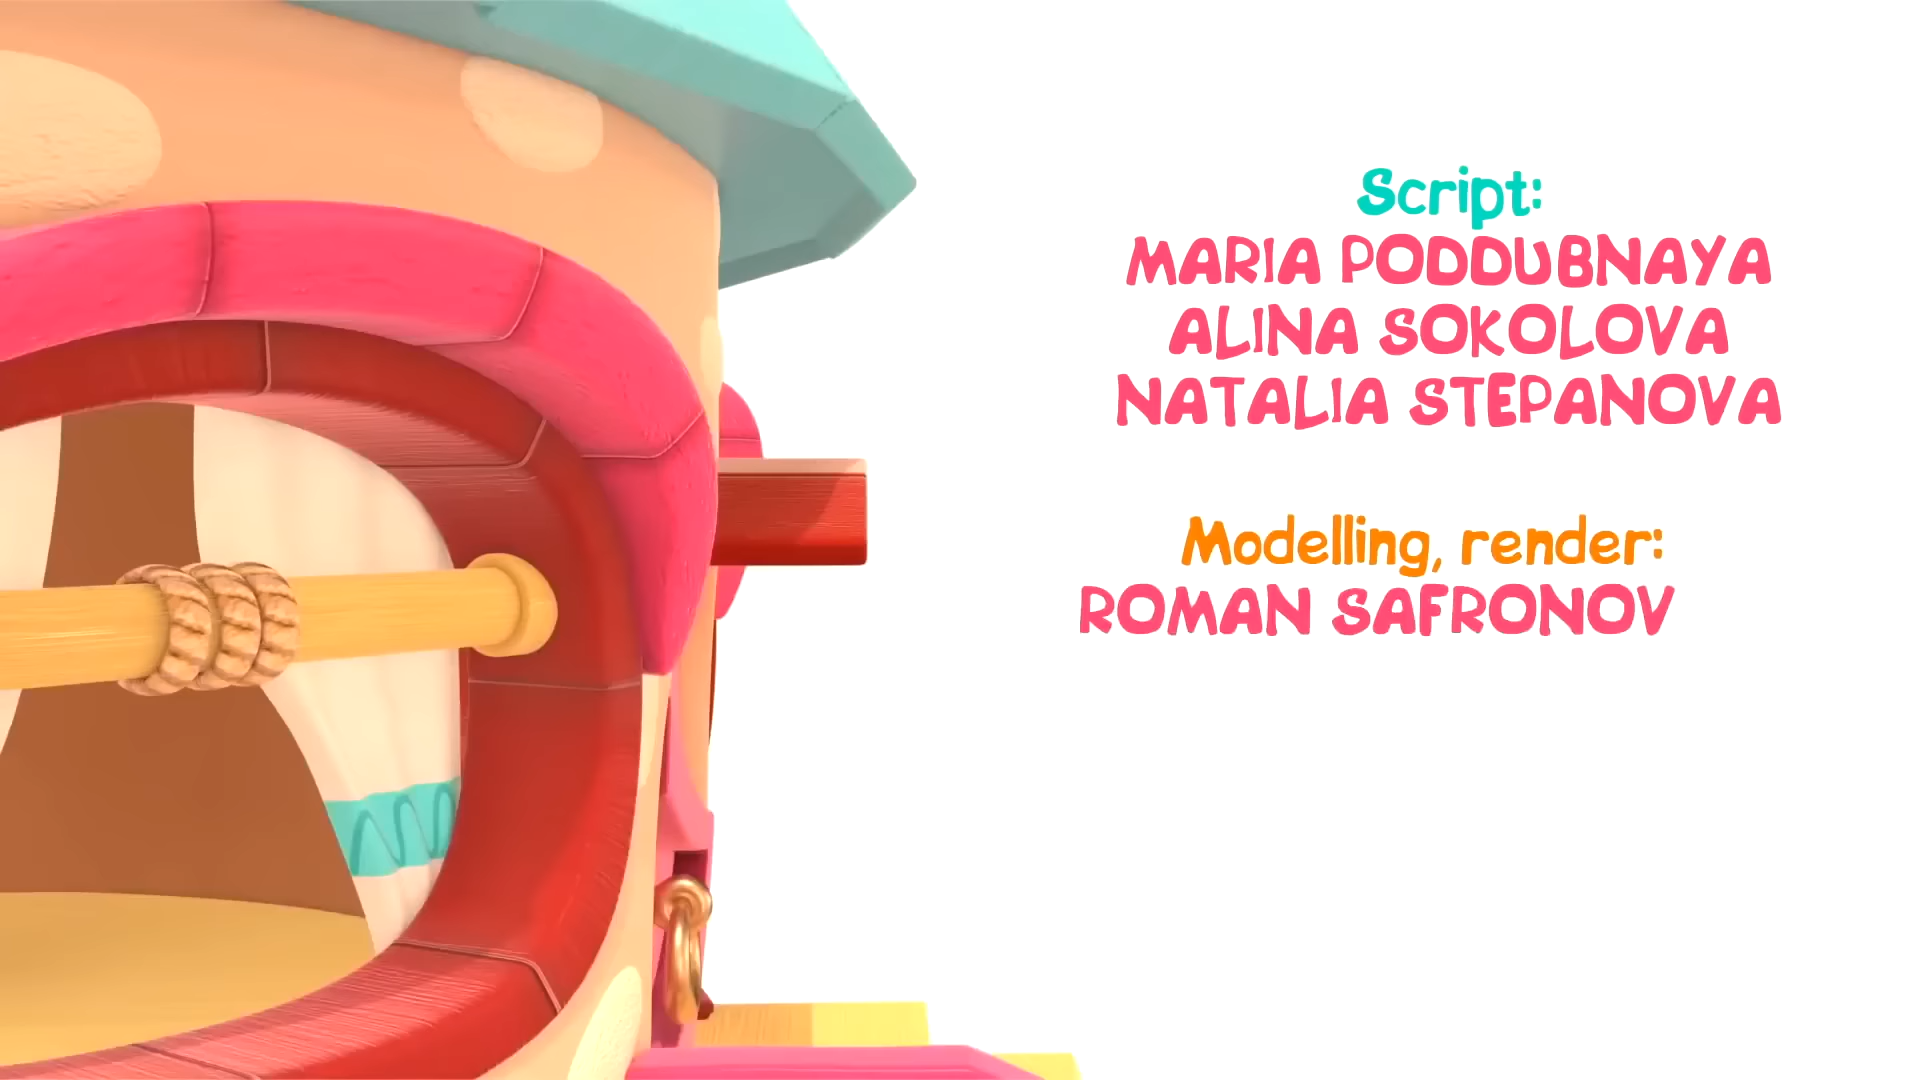 Script:
MARIA PODDUBNAYA
ALINA SOKOLOVA
NATALIA STEPANOVA
Modelling, render:
ROMAN SAFRONOV